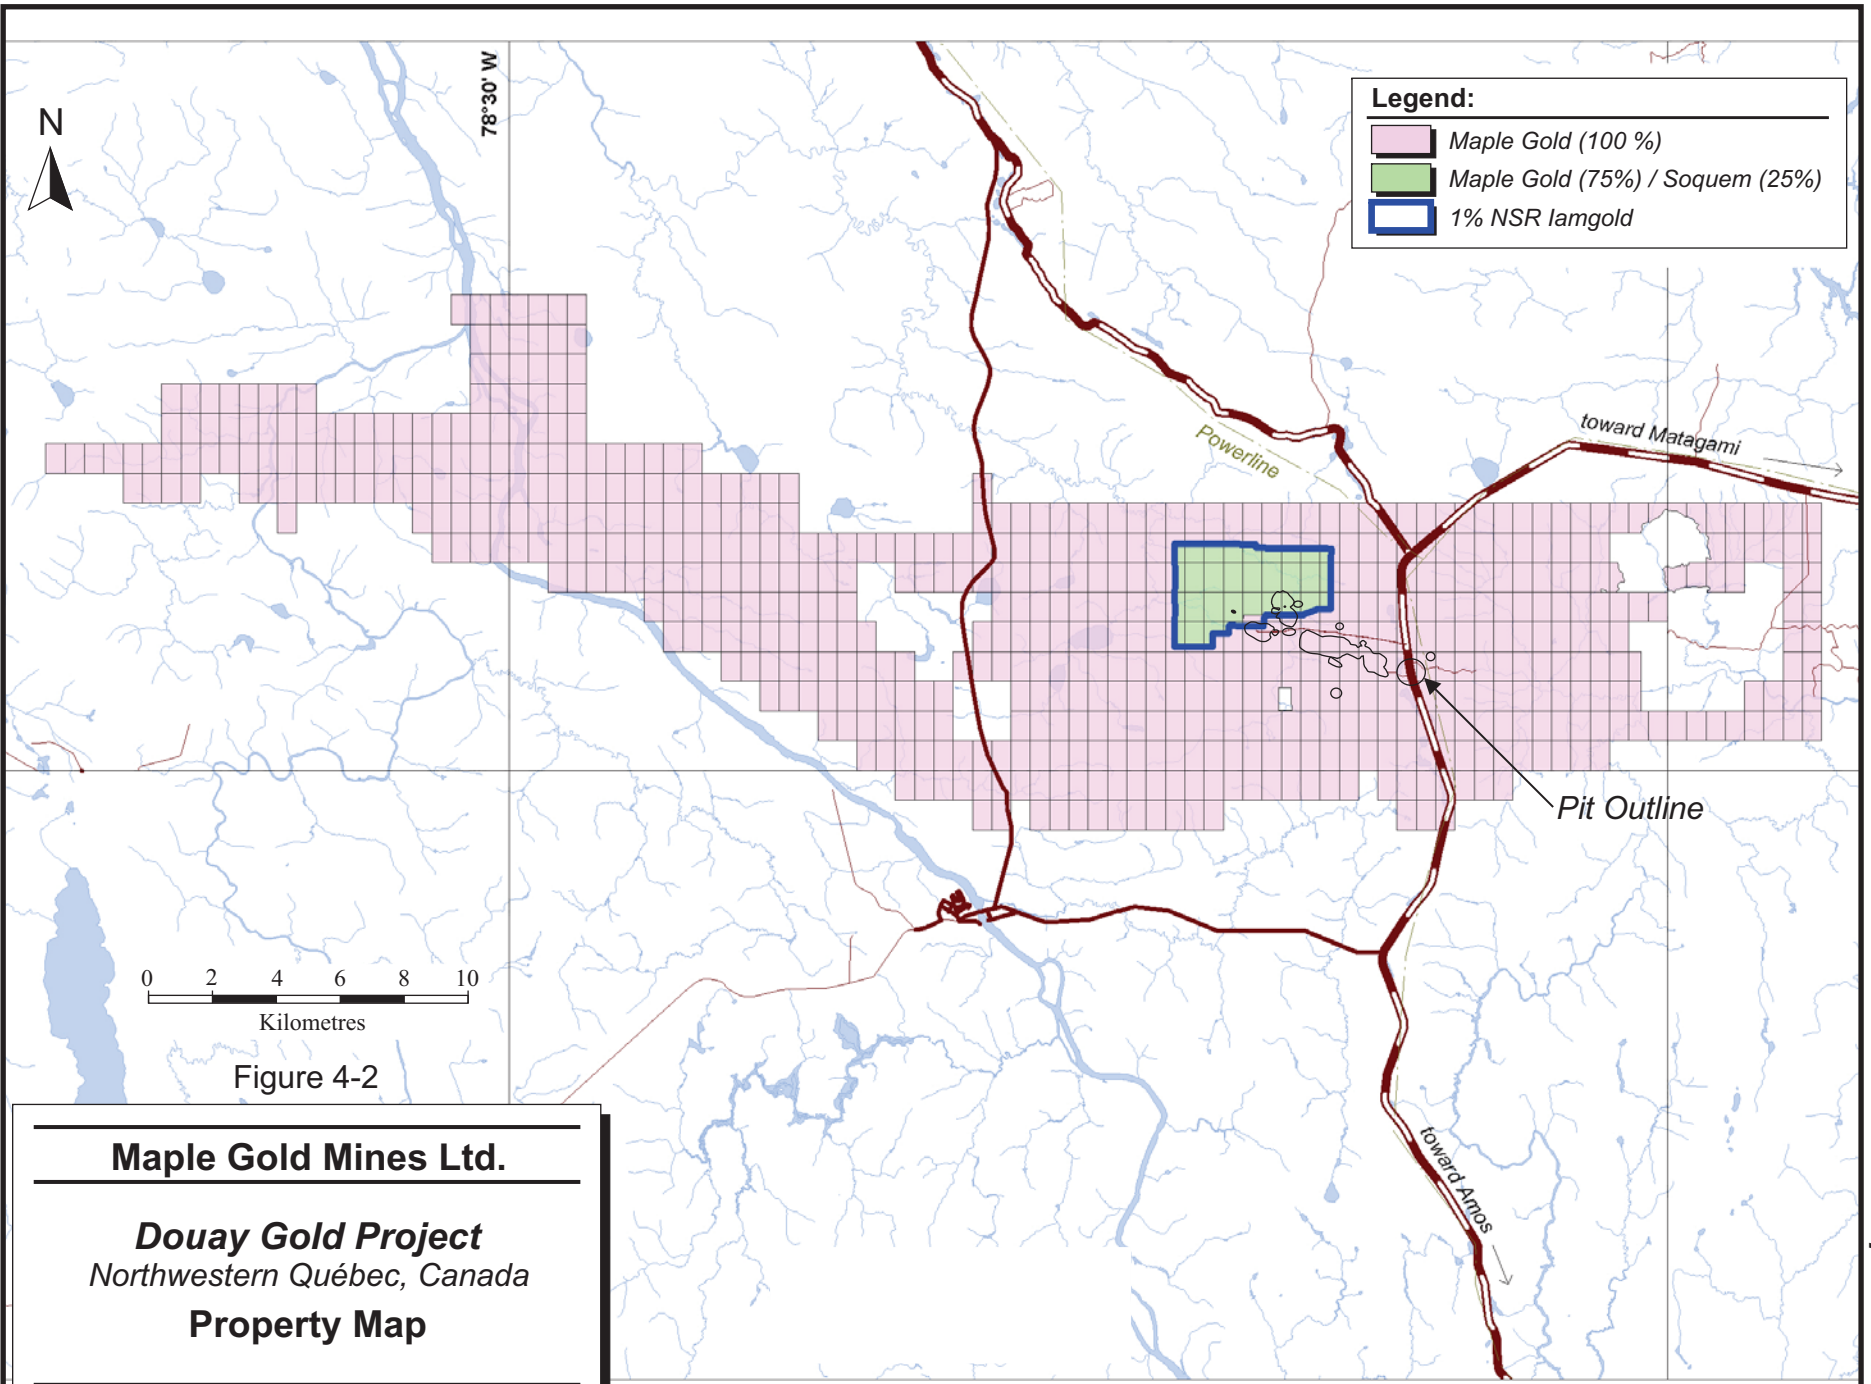 78°30' W
N
Legend:
Maple Gold (100 %)
Maple Gold (75%) / Soquem (25%)
1% NSR Iamgold
toward Matagami
Powerline
Pit Outline
0 2 4 6 8 10
Kilometres
Figure 4-2
toward Amos
Maple Gold Mines Ltd.
Douay Gold Project
Northwestern Québec, Canada
Property Map